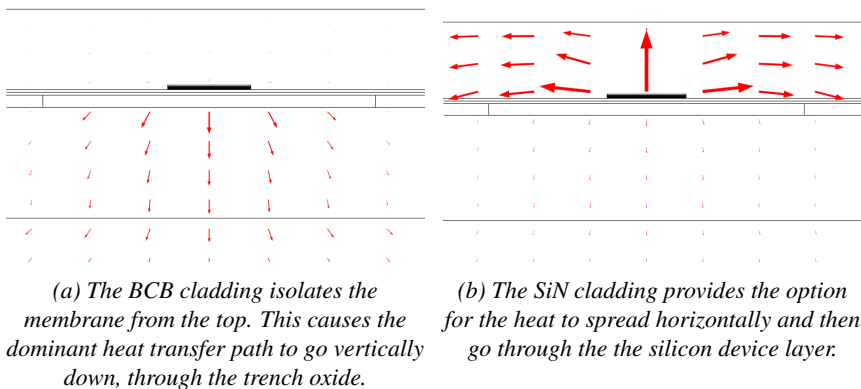 (a) The BCB cladding isolates the
membrane from the top. This causes the
dominant heat transfer path to go vertically
down, through the trench oxide.
(b) The SiN cladding provides the option
for the heat to spread horizontally and then
go through the the silicon device layer.